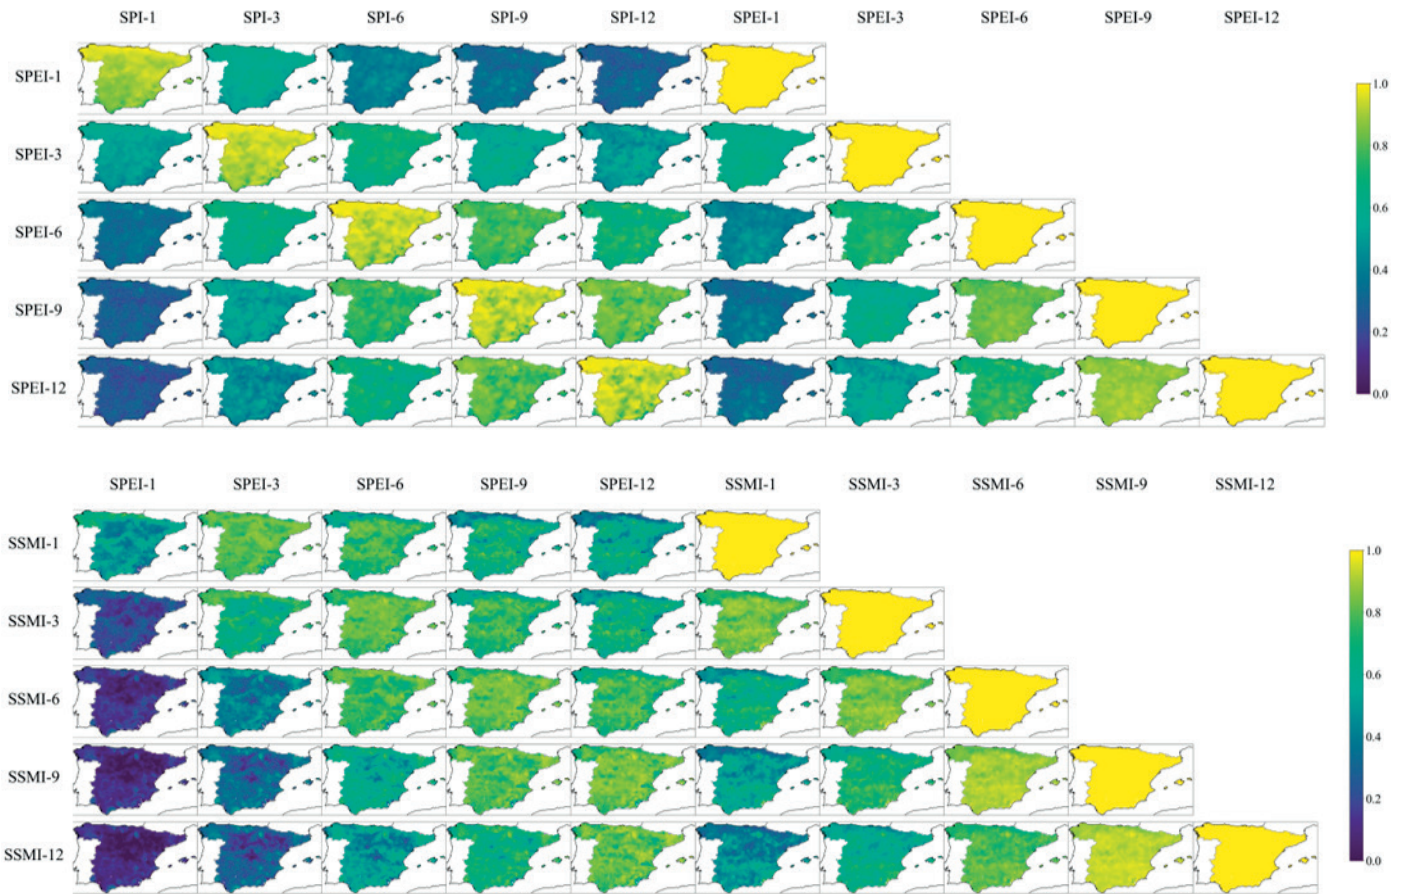 SPI-1 SPI-3 SPI-6 SPI-9 SPI-12 SPEI-1 SPEI-3 SPEI-6 SPEI-9 SPEI-12
SPEI-1
SPEI-3
SPEI-6
SPEI-9
SPEI-12
1.0
0.8
0.6
0.4
0.2
0.0
SPEI-1 SPEI-3 SPEI-6 SPEI-9 SPEI-12 SSMI-1 SSMI-3 SSMI-6 SSMI-9 SSMI-12
SSMI-1
SSMI-3
SSMI-6
SSMI-9
SSMI-12
1.0
0.8
0.6
0.4
0.2
0.0